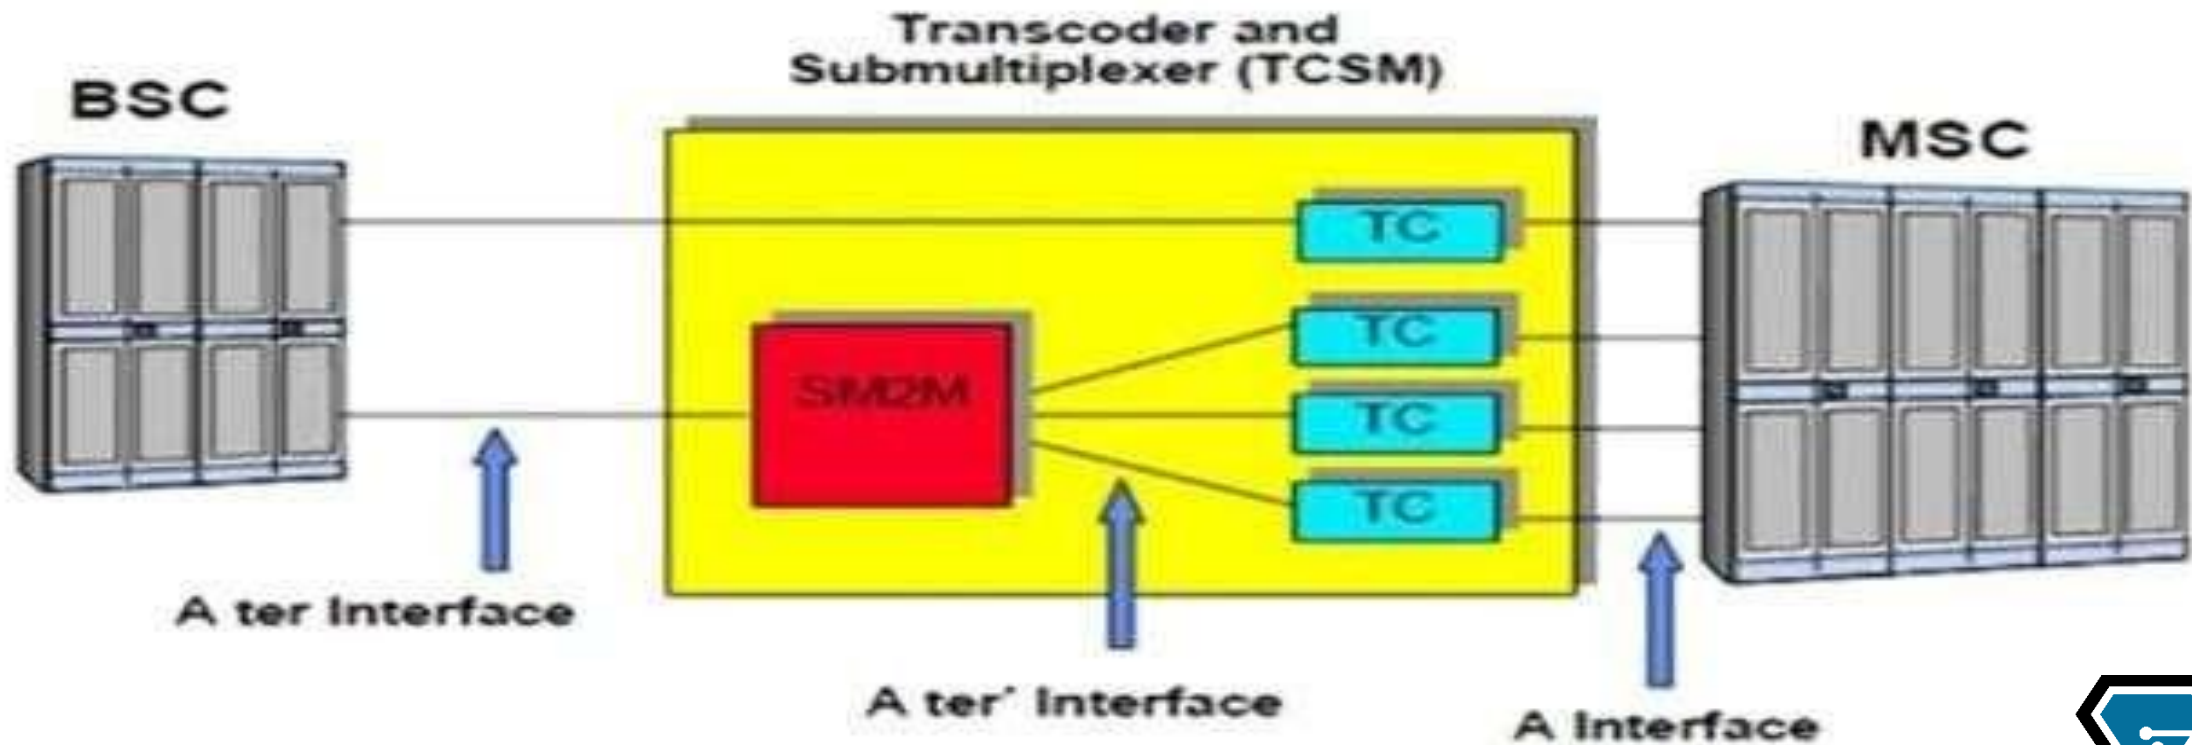 Transcoder and
Submultiplexer (TCSM)
BSC
MSC
TC
TC
SM2M
TC
TC
A ter Interface
A ter' Interface
A Interface